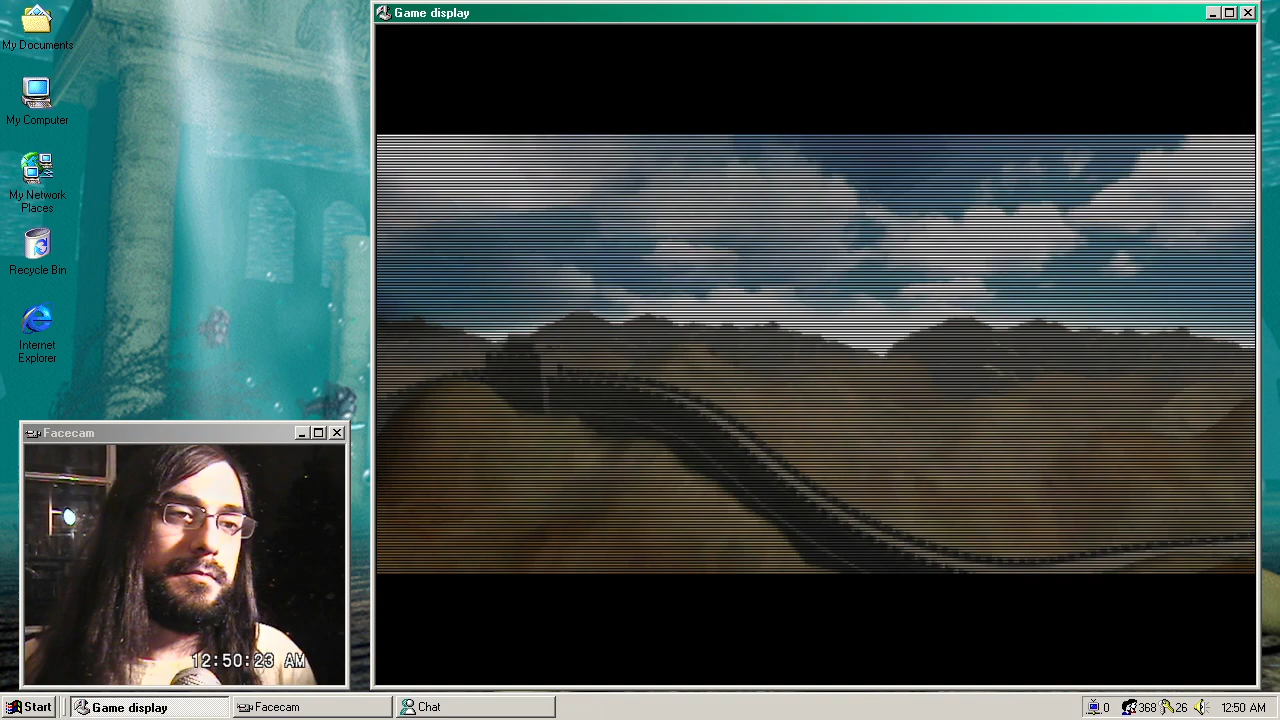 My Documents
My Computer
My Network
Places
Recycle Bin
Internet
Explorer
Game display
Facecam
12:50:23 AM
Start
Game display
Facecam
Chat
0
368
26
12:50 AM